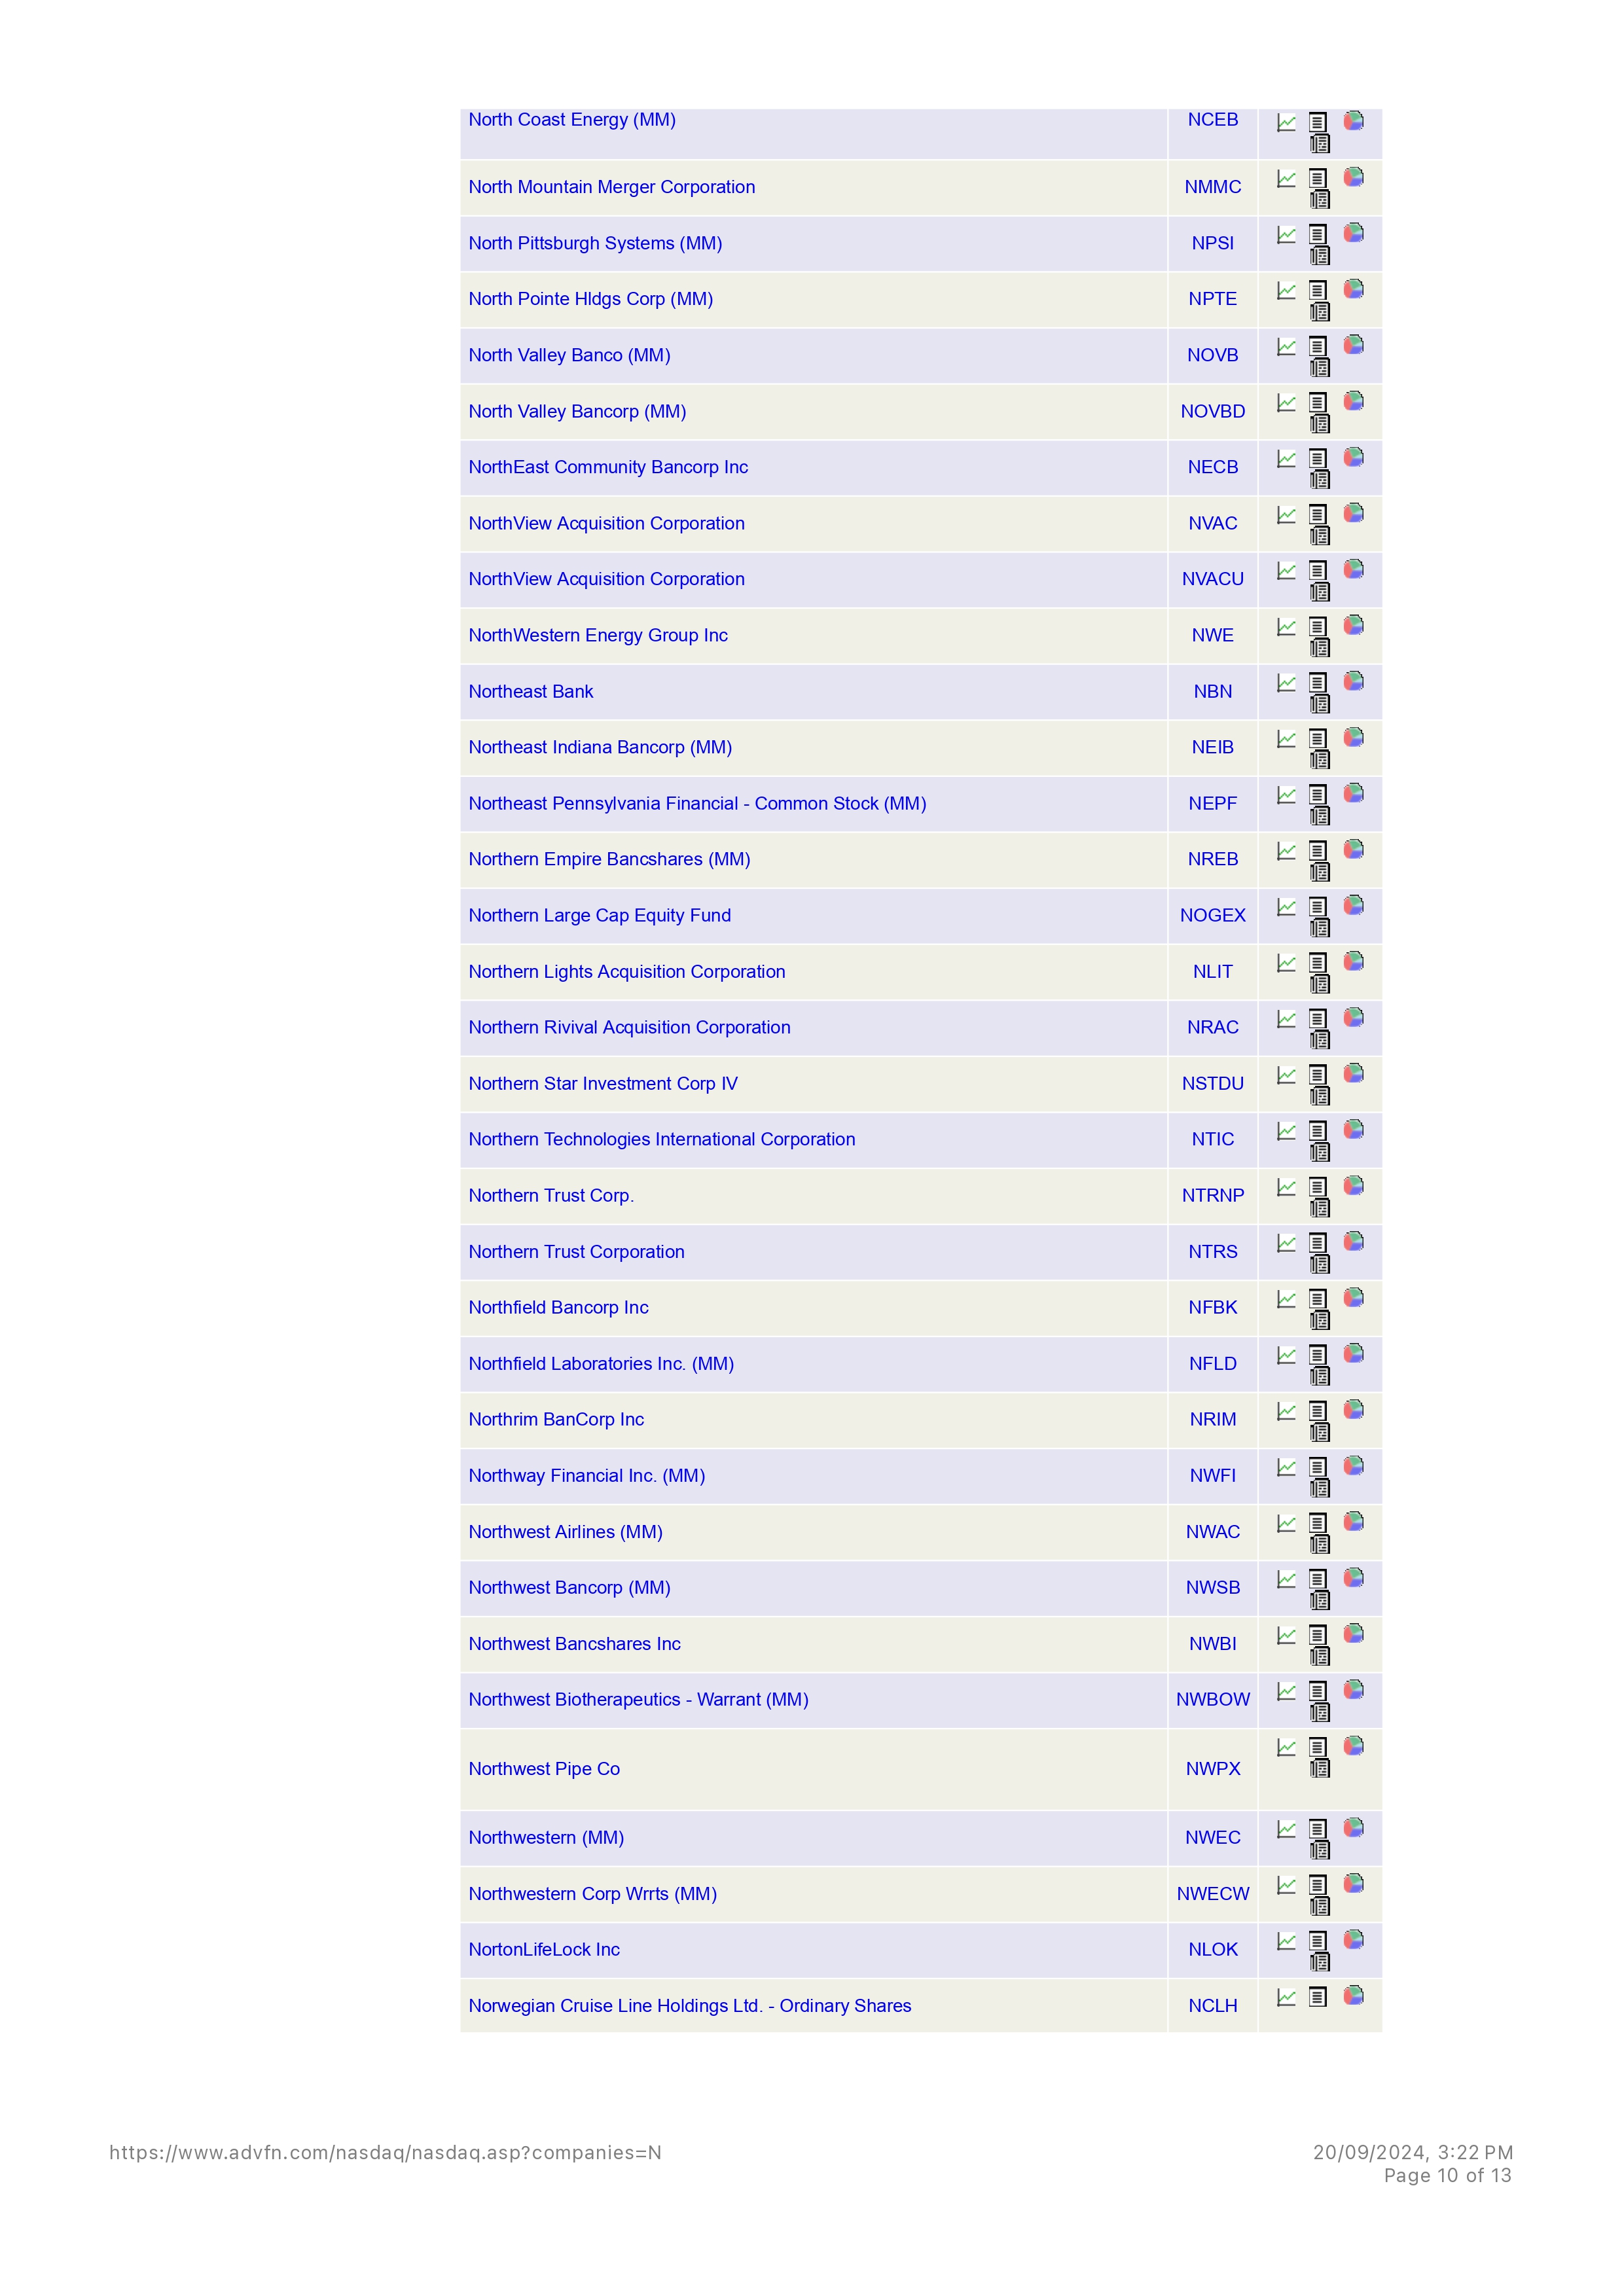 North Coast Energy (MM) NCEB
North Mountain Merger Corporation NMMC
North Pittsburgh Systems (MM) NPSI
North Pointe Hldgs Corp (MM) NPTE
North Valley Banco (MM) NOVB
North Valley Bancorp (MM) NOVBD
NorthEast Community Bancorp Inc NECB
NorthView Acquisition Corporation NVAC
NorthView Acquisition Corporation NVACU
NorthWestern Energy Group Inc NWE
Northeast Bank NBN
Northeast Indiana Bancorp (MM) NEIB
Northeast Pennsylvania Financial - Common Stock (MM) NEPF
Northern Empire Bancshares (MM) NREB
Northern Large Cap Equity Fund NOGEX
Northern Lights Acquisition Corporation NLIT
Northern Rivival Acquisition Corporation NRAC
Northern Star Investment Corp IV NSTDU
Northern Technologies International Corporation NTIC
Northern Trust Corp. NTRNP
Northern Trust Corporation NTRS
Northfield Bancorp Inc NFBK
Northfield Laboratories Inc. (MM) NFLD
Northrim BanCorp Inc NRIM
Northway Financial Inc. (MM) NWFI
Northwest Airlines (MM) NWAC
Northwest Bancorp (MM) NWSB
Northwest Bancshares Inc NWBI
Northwest Biotherapeutics - Warrant (MM) NWBOW
Northwest Pipe Co NWPX
Northwestern (MM) NWEC
Northwestern Corp Wrrts (MM) NWECW
NortonLifeLock Inc NLOK
Norwegian Cruise Line Holdings Ltd. - Ordinary Shares NCLH
https://www.advfn.com/nasdaq/nasdaq.asp?companies=N 20/09/2024, 3:22 PM
Page 10 of 13